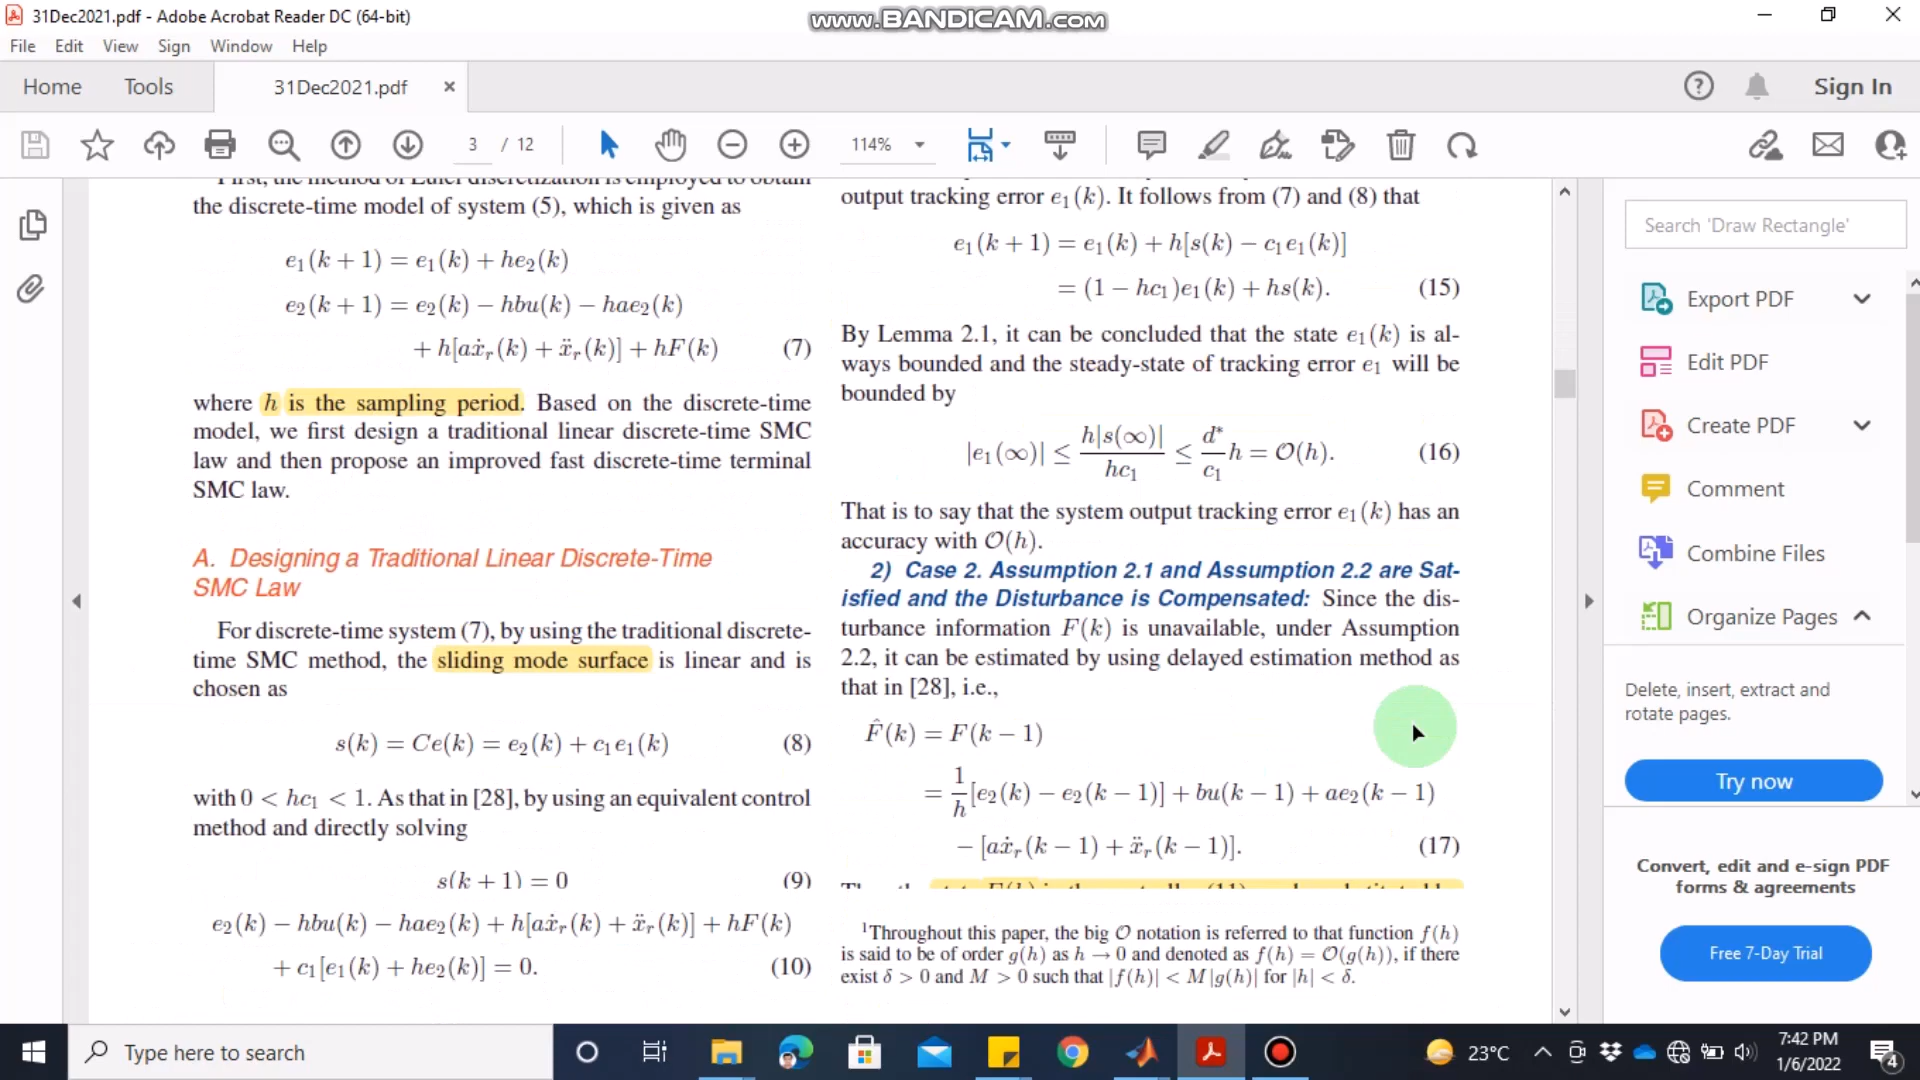 31Dec2021.pdf - Adobe Acrobat Reader DC (64-bit)
www.BANDICAM.com
File Edit View Sign Window Help
Home Tools 31Dec2021.pdf × Sign In
3 / 12 114%
First, the method of Euler discretization is employed to obtain
the discrete-time model of system (5), which is given as
e₁(k + 1) = e₁(k) + he₂(k)
e₂(k + 1) = e₂(k) − hbu(k) − hae₂(k)
+ h[aẋᵣ(k) + ẍᵣ(k)] + hF(k) (7)
where h is the sampling period. Based on the discrete-time
model, we first design a traditional linear discrete-time SMC
law and then propose an improved fast discrete-time terminal
SMC law.
A. Designing a Traditional Linear Discrete-Time
SMC Law
For discrete-time system (7), by using the traditional discrete-
time SMC method, the sliding mode surface is linear and is
chosen as
s(k) = Ce(k) = e₂(k) + c₁e₁(k) (8)
with 0 < hc₁ < 1. As that in [28], by using an equivalent control
method and directly solving
s(k + 1) = 0 (9)
e₂(k) − hbu(k) − hae₂(k) + h[aẋᵣ(k) + ẍᵣ(k)] + hF(k)
+ c₁[e₁(k) + he₂(k)] = 0. (10)
output tracking error e₁(k). It follows from (7) and (8) that
e₁(k + 1) = e₁(k) + h[s(k) − c₁e₁(k)]
= (1 − hc₁)e₁(k) + hs(k). (15)
By Lemma 2.1, it can be concluded that the state e₁(k) is al-
ways bounded and the steady-state of tracking error e₁ will be
bounded by
|e₁(∞)| ≤ h|s(∞)| / hc₁ ≤ d* / c₁ h = O(h). (16)
That is to say that the system output tracking error e₁(k) has an
accuracy with O(h).
2) Case 2. Assumption 2.1 and Assumption 2.2 are Sat-
isfied and the Disturbance is Compensated: Since the dis-
turbance information F(k) is unavailable, under Assumption
2.2, it can be estimated by using delayed estimation method as
that in [28], i.e.,
F̂(k) = F(k − 1)
= 1/h [e₂(k) − e₂(k − 1)] + bu(k − 1) + ae₂(k − 1)
− [aẋᵣ(k − 1) + ẍᵣ(k − 1)]. (17)
¹Throughout this paper, the big O notation is referred to that function f(h)
is said to be of order g(h) as h → 0 and denoted as f(h) = O(g(h)), if there
exist δ > 0 and M > 0 such that |f(h)| < M|g(h)| for |h| < δ.
Search 'Draw Rectangle'
Export PDF
Edit PDF
Create PDF
Comment
Combine Files
Organize Pages
Delete, insert, extract and
rotate pages.
Try now
Convert, edit and e-sign PDF
forms & agreements
Free 7-Day Trial
Type here to search
23°C
7:42 PM
1/6/2022
4